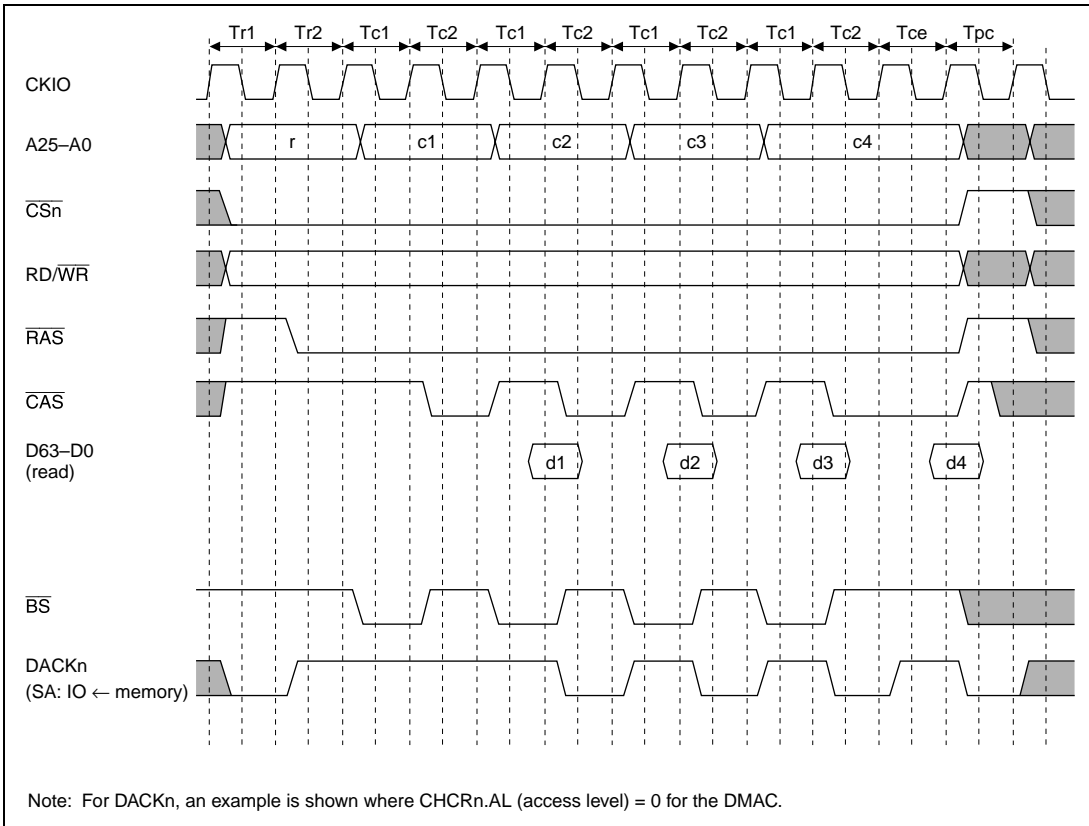 Tr1 Tr2 Tc1 Tc2 Tc1 Tc2 Tc1 Tc2 Tc1 Tc2 Tce Tpc
CKIO
A25–A0 r c1 c2 c3 c4
CSn
RD/WR
RAS
CAS
D63–D0
(read) d1 d2 d3 d4
BS
DACKn
(SA: IO ← memory)
Note: For DACKn, an example is shown where CHCRn.AL (access level) = 0 for the DMAC.